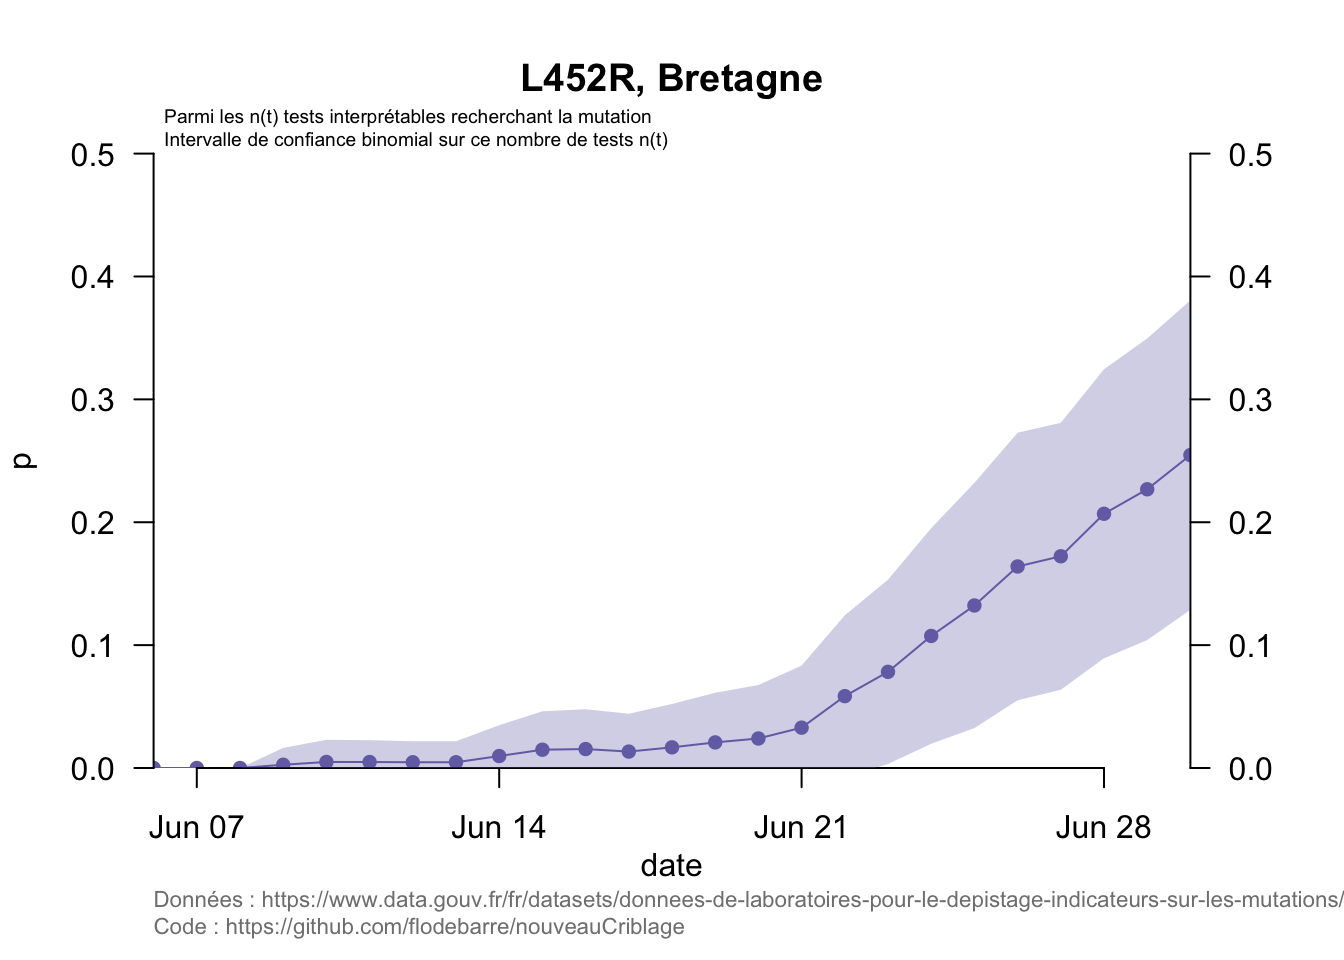 L452R, Bretagne
Parmi les n(t) tests interprétables recherchant la mutation
Intervalle de confiance binomial sur ce nombre de tests n(t)
0.5
0.4
0.3
0.2
0.1
0.0
p
0.5
0.4
0.3
0.2
0.1
0.0
Jun 07
Jun 14
Jun 21
Jun 28
date
Données : https://www.data.gouv.fr/fr/datasets/donnees-de-laboratoires-pour-le-depistage-indicateurs-sur-les-mutations/
Code : https://github.com/flodebarre/nouveauCriblage